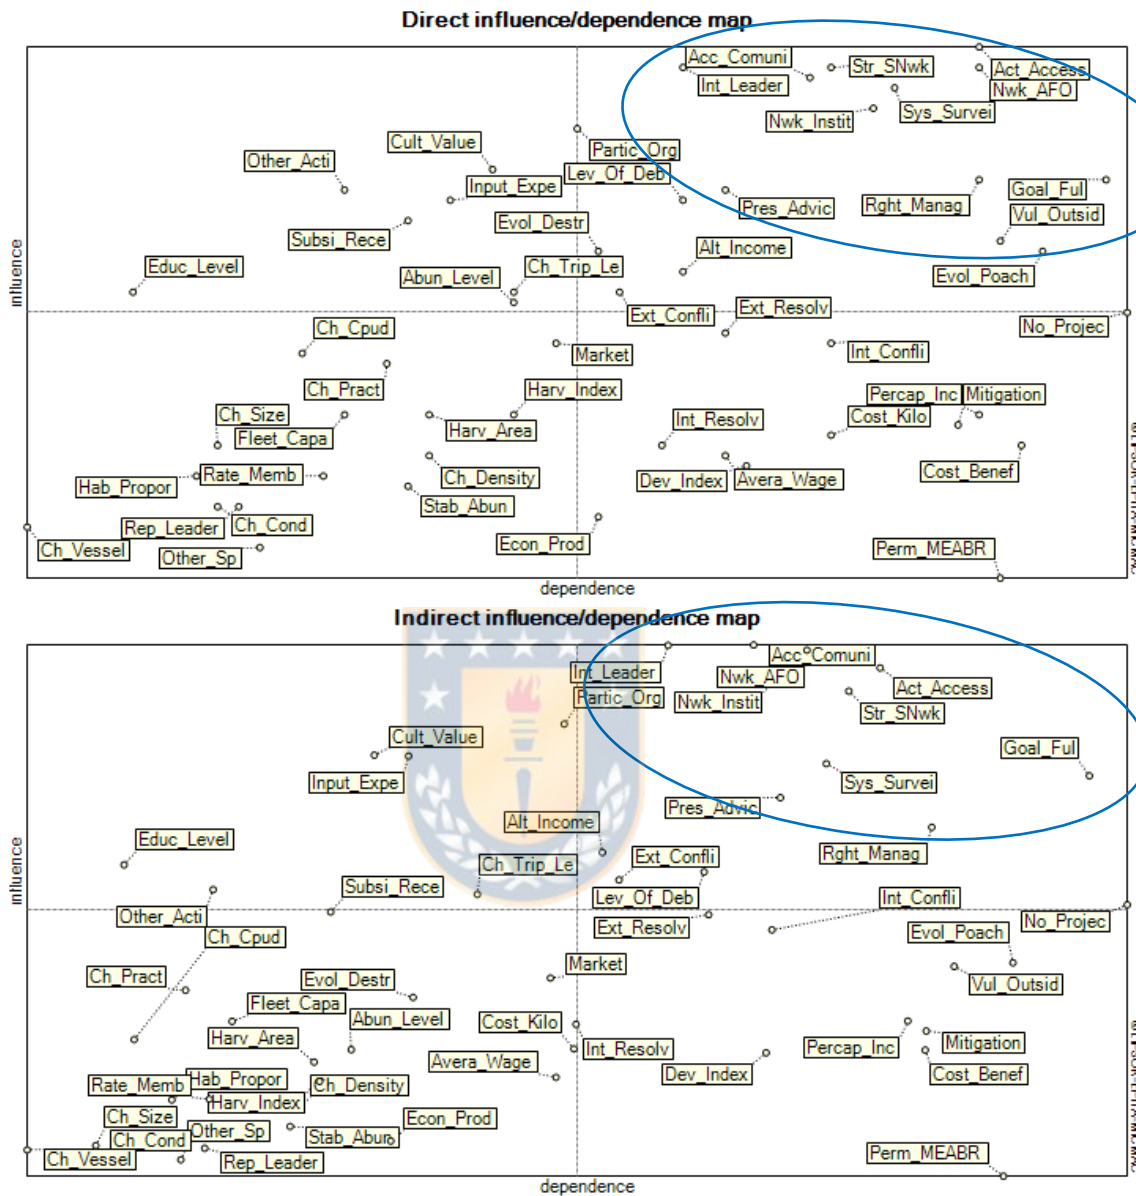 Direct influence/dependence map
Acc_Comuni
Str_SNwk
Act_Access
Int_Leader
Nwk_AFO
Sys_Survei
Nwk_Instit
Cult_Value
Partic_Org
Other_Acti
Lev_Of_Deb
Input_Expe
Goal_Ful
Pres_Advic
Rght_Manag
Vul_Outsid
Evol_Destr
Subsi_Rece
Alt_Income
Educ_Level
Ch_Trip_Le
Abun_Level
Evol_Poach
influence
Ext_Resolv
Ext_Confli
No_Projec
Ch_Cpud
Market
Int_Confli
Ch_Pract
Harv_Index
Percap_Inc
Mitigation
Ch_Size
Int_Resolv
Cost_Kilo
Fleet_Capa
Harv_Area
Hab_Propor
Rate_Memb
Ch_Density
Dev_Index
Avera_Wage
Cost_Benef
Stab_Abun
Rep_Leader
Ch_Cond
Econ_Prod
Ch_Vessel
Other_Sp
Perm_MEABR
dependence
Indirect influence/dependence map
Acc_Comuni
Int_Leader
Nwk_AFO
Act_Access
Partic_Org
Nwk_Instit
Str_SNwk
Cult_Value
Goal_Ful
Input_Expe
Sys_Survei
Pres_Advic
Alt_Income
Educ_Level
Ext_Confli
Rght_Manag
Ch_Trip_Le
Subsi_Rece
influence
Lev_Of_Deb
Int_Confli
Other_Acti
Ext_Resolv
No_Projec
Ch_Cpud
Evol_Poach
Market
Ch_Pract
Evol_Destr
Vul_Outsid
Fleet_Capa
Abun_Level
Cost_Kilo
Harv_Area
Int_Resolv
Percap_Inc
Mitigation
Avera_Wage
Dev_Index
Cost_Benef
Rate_Memb
Hab_Propor
Ch_Density
Harv_Index
Ch_Size
Econ_Prod
Ch_Cond
Other_Sp
Stab_Abun
Ch_Vessel
Rep_Leader
Perm_MEABR
dependence